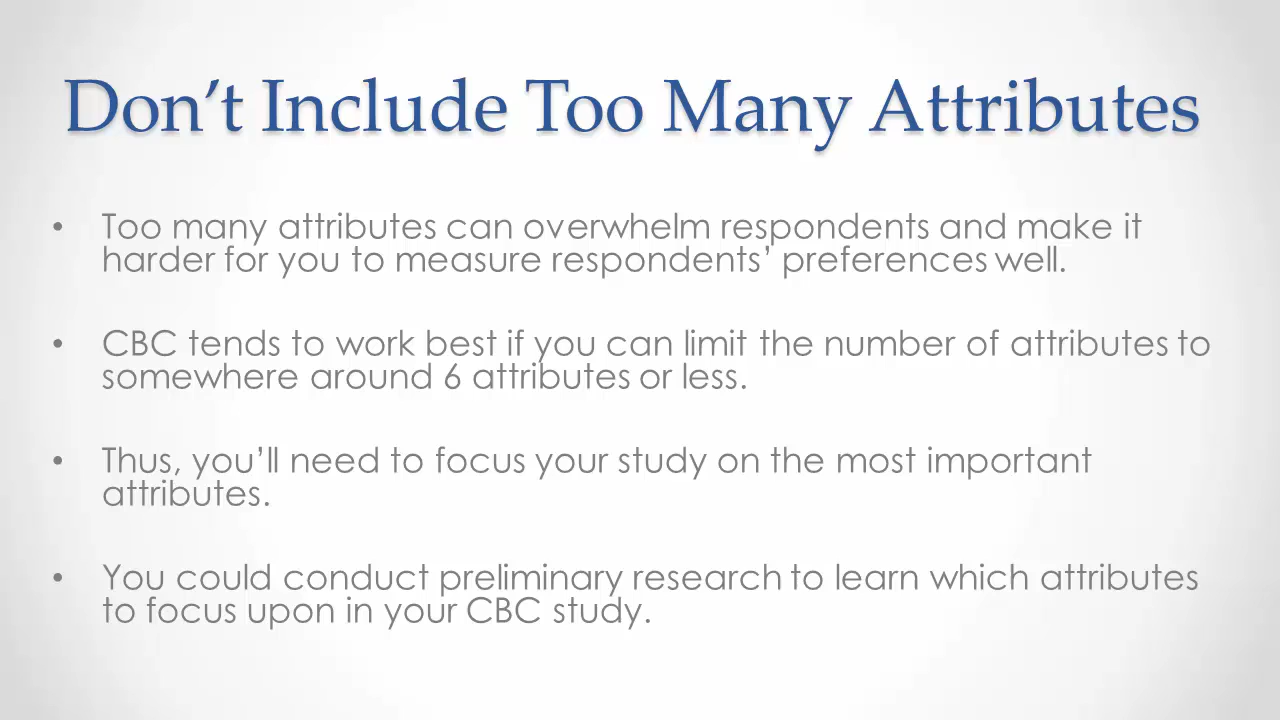 Don’t Include Too Many Attributes
• Too many attributes can overwhelm respondents and make it
harder for you to measure respondents’ preferences well.
• CBC tends to work best if you can limit the number of attributes to
somewhere around 6 attributes or less.
• Thus, you’ll need to focus your study on the most important
attributes.
• You could conduct preliminary research to learn which attributes
to focus upon in your CBC study.